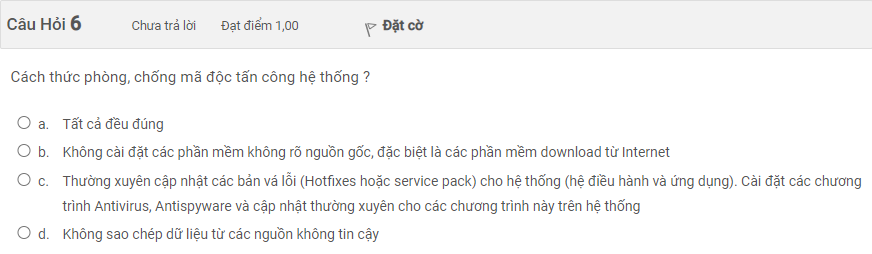 Câu Hỏi 6 Chưa trả lời Đạt điểm 1,00 Đặt cờ
Cách thức phòng, chống mã độc tấn công hệ thống ?
a. Tất cả đều đúng
b. Không cài đặt các phần mềm không rõ nguồn gốc, đặc biệt là các phần mềm download từ Internet
c. Thường xuyên cập nhật các bản vá lỗi (Hotfixes hoặc service pack) cho hệ thống (hệ điều hành và ứng dụng). Cài đặt các chương
trình Antivirus, Antispyware và cập nhật thường xuyên cho các chương trình này trên hệ thống
d. Không sao chép dữ liệu từ các nguồn không tin cậy